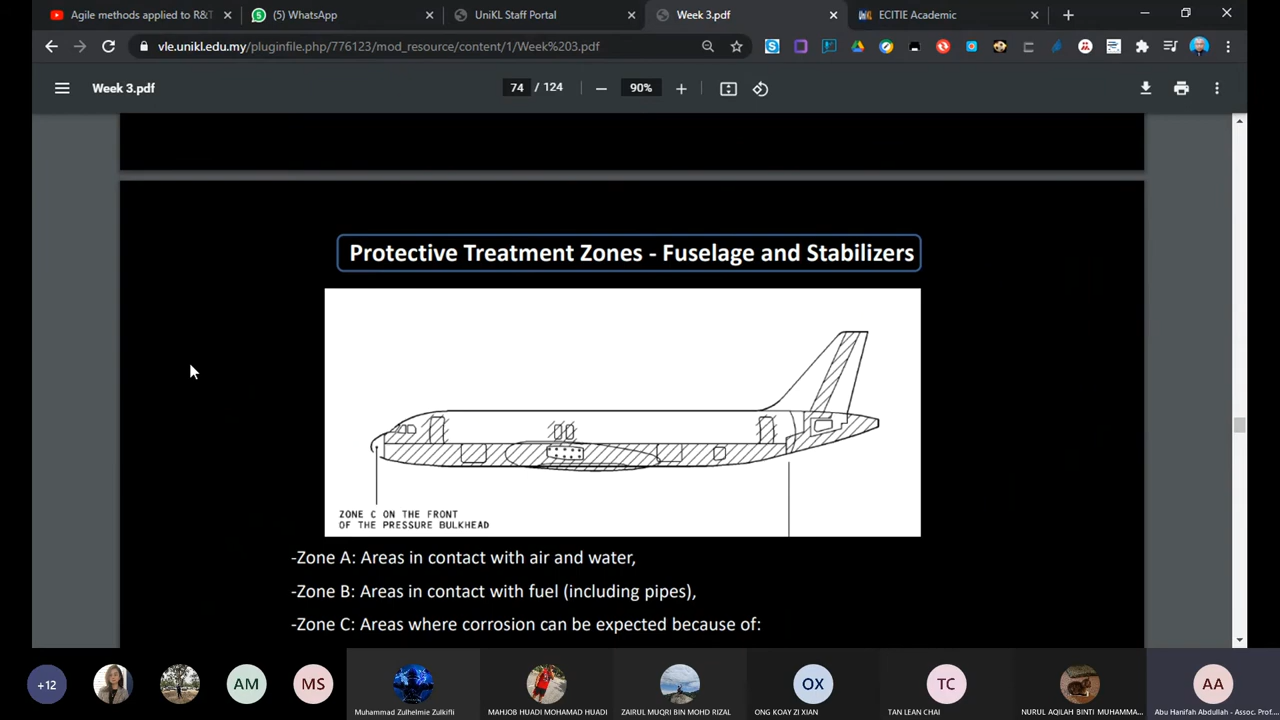 Agile methods applied to R&T
(5) WhatsApp
UniKL Staff Portal
Week 3.pdf
ECITIE Academic
vle.unikl.edu.my/pluginfile.php/776123/mod_resource/content/1/Week%203.pdf
Week 3.pdf
74 / 124
90%
Protective Treatment Zones - Fuselage and Stabilizers
ZONE C ON THE FRONT
OF THE PRESSURE BULKHEAD
-Zone A: Areas in contact with air and water,
-Zone B: Areas in contact with fuel (including pipes),
-Zone C: Areas where corrosion can be expected because of:
+12
AM
MS
OX
TC
AA
Muhammad Zulhelmie Zulkifli
MAHJOB HUADI MOHAMAD HUADI
ZAIRUL MUQRI BIN MOHD RIZAL
ONG KOAY ZI XIAN
TAN LEAN CHAI
NURUL AQILAH BINTI MUHAMMA...
Abu Hanifah Abdullah - Assoc. Prof...